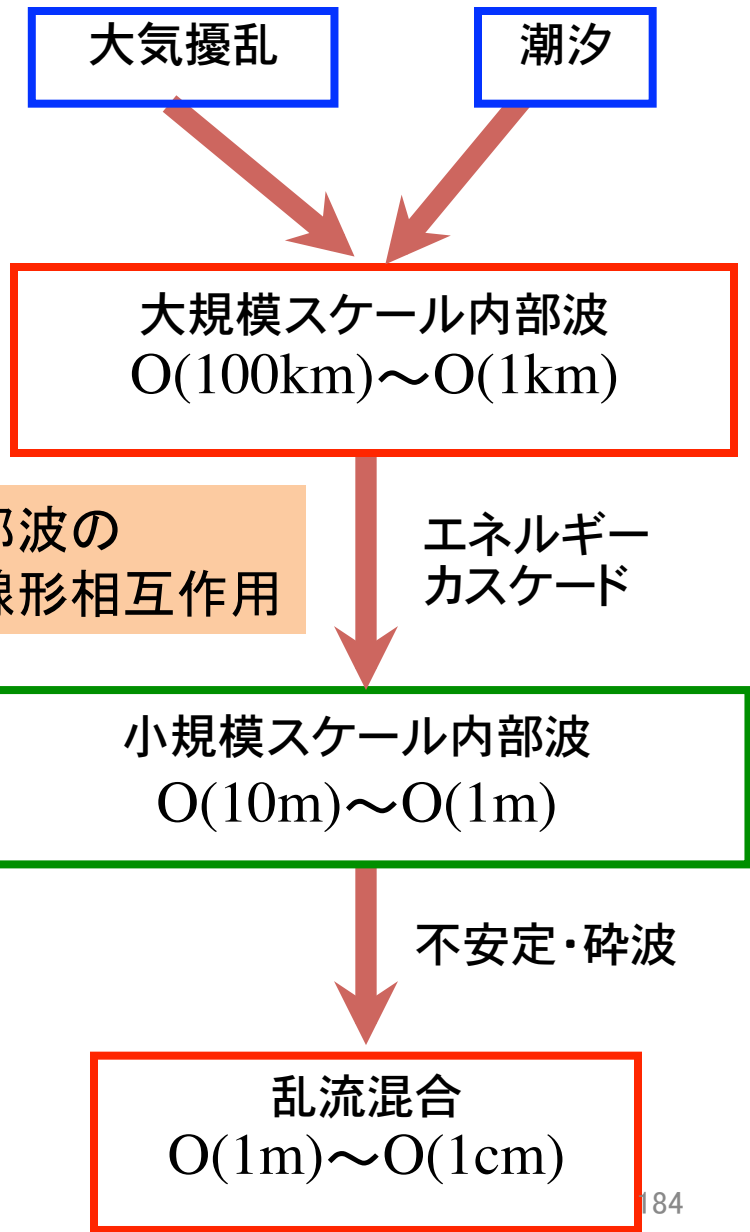 大気擾乱
潮汐
大規模スケール内部波
O(100km)～O(1km)
部波の
線形相互作用
エネルギー
カスケード
小規模スケール内部波
O(10m)～O(1m)
不安定・砕波
乱流混合
O(1m)～O(1cm)
184